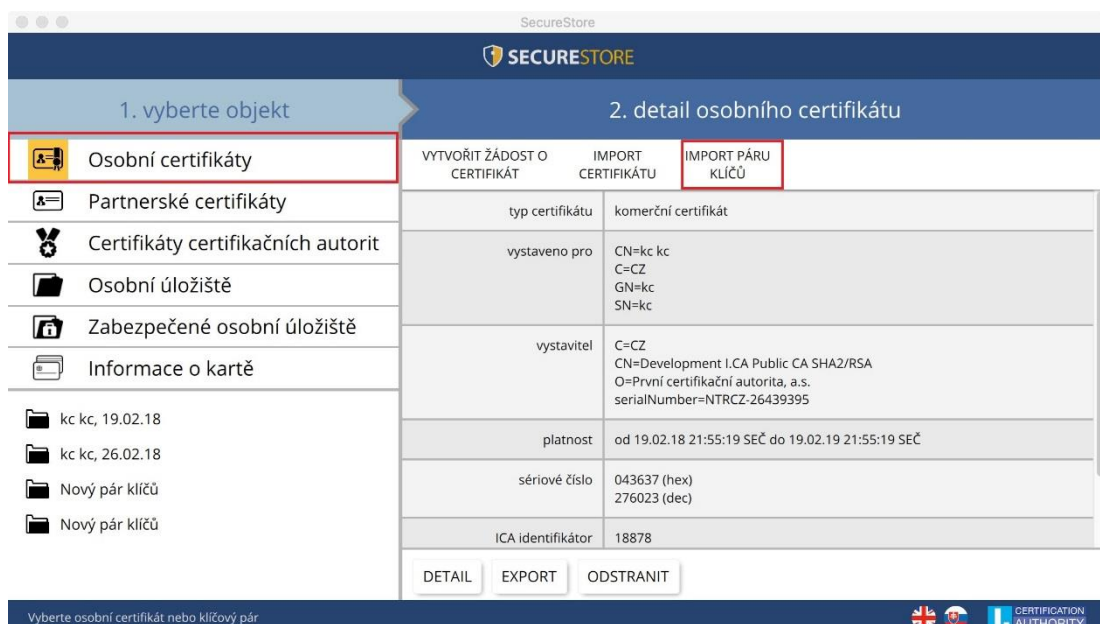 SecureStore
SECURESTORE
1. vyberte objekt
Osobní certifikáty
Partnerské certifikáty
Certifikáty certifikačních autorit
Osobní úložiště
Zabezpečené osobní úložiště
Informace o kartě
kc kc, 19.02.18
kc kc, 26.02.18
Nový pár klíčů
Nový pár klíčů
2. detail osobního certifikátu
VYTVOŘIT ŽÁDOST O
CERTIFIKÁT
IMPORT
CERTIFIKÁTU
IMPORT PÁRU
KLÍČŮ
typ certifikátu komerční certifikát
vystaveno pro CN=kc kc
C=CZ
GN=kc
SN=kc
vystavitel C=CZ
CN=Development I.CA Public CA SHA2/RSA
O=První certifikační autorita, a.s.
serialNumber=NTRCZ-26439395
platnost od 19.02.18 21:55:19 SEČ do 19.02.19 21:55:19 SEČ
sériové číslo 043637 (hex)
276023 (dec)
ICA identifikátor 18878
DETAIL EXPORT ODSTRANIT
Vyberte osobní certifikát nebo klíčový pár
CERTIFICATION
AUTHORITY